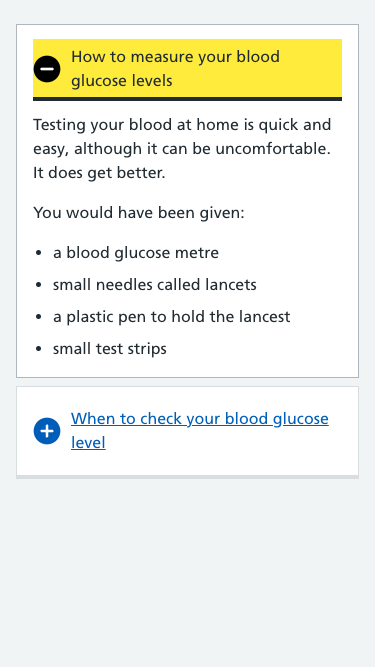 How to measure your blood
glucose levels
Testing your blood at home is quick and
easy, although it can be uncomfortable.
It does get better.
You would have been given:
• a blood glucose metre
• small needles called lancets
• a plastic pen to hold the lancest
• small test strips
When to check your blood glucose
level